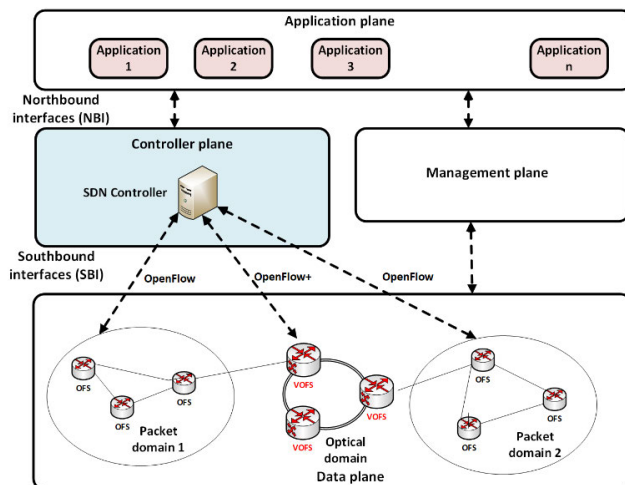 Application plane
Application
1
Application
2
Application
3
Application
n
Northbound
interfaces (NBI)
Controller plane
SDN Controller
Management plane
Southbound
interfaces (SBI)
OpenFlow
OpenFlow+
OpenFlow
OFS
OFS
OFS
Packet
domain 1
VOFS
VOFS
VOFS
Optical
domain
Data plane
OFS
OFS
OFS
Packet
domain 2